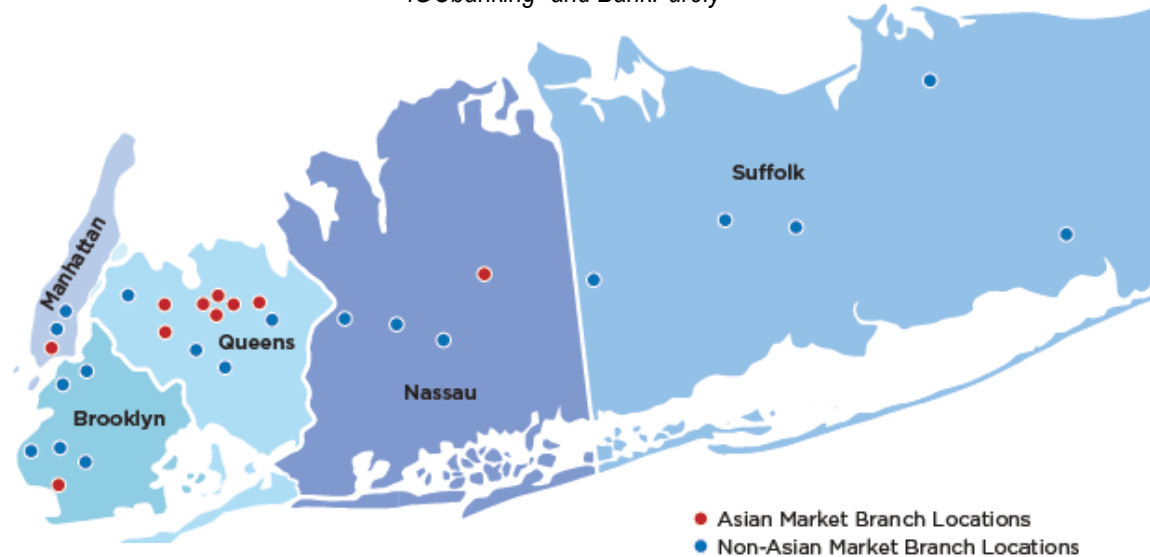 Suffolk
Manhattan
Queens
Nassau
Brooklyn
Asian Market Branch Locations
Non-Asian Market Branch Locations